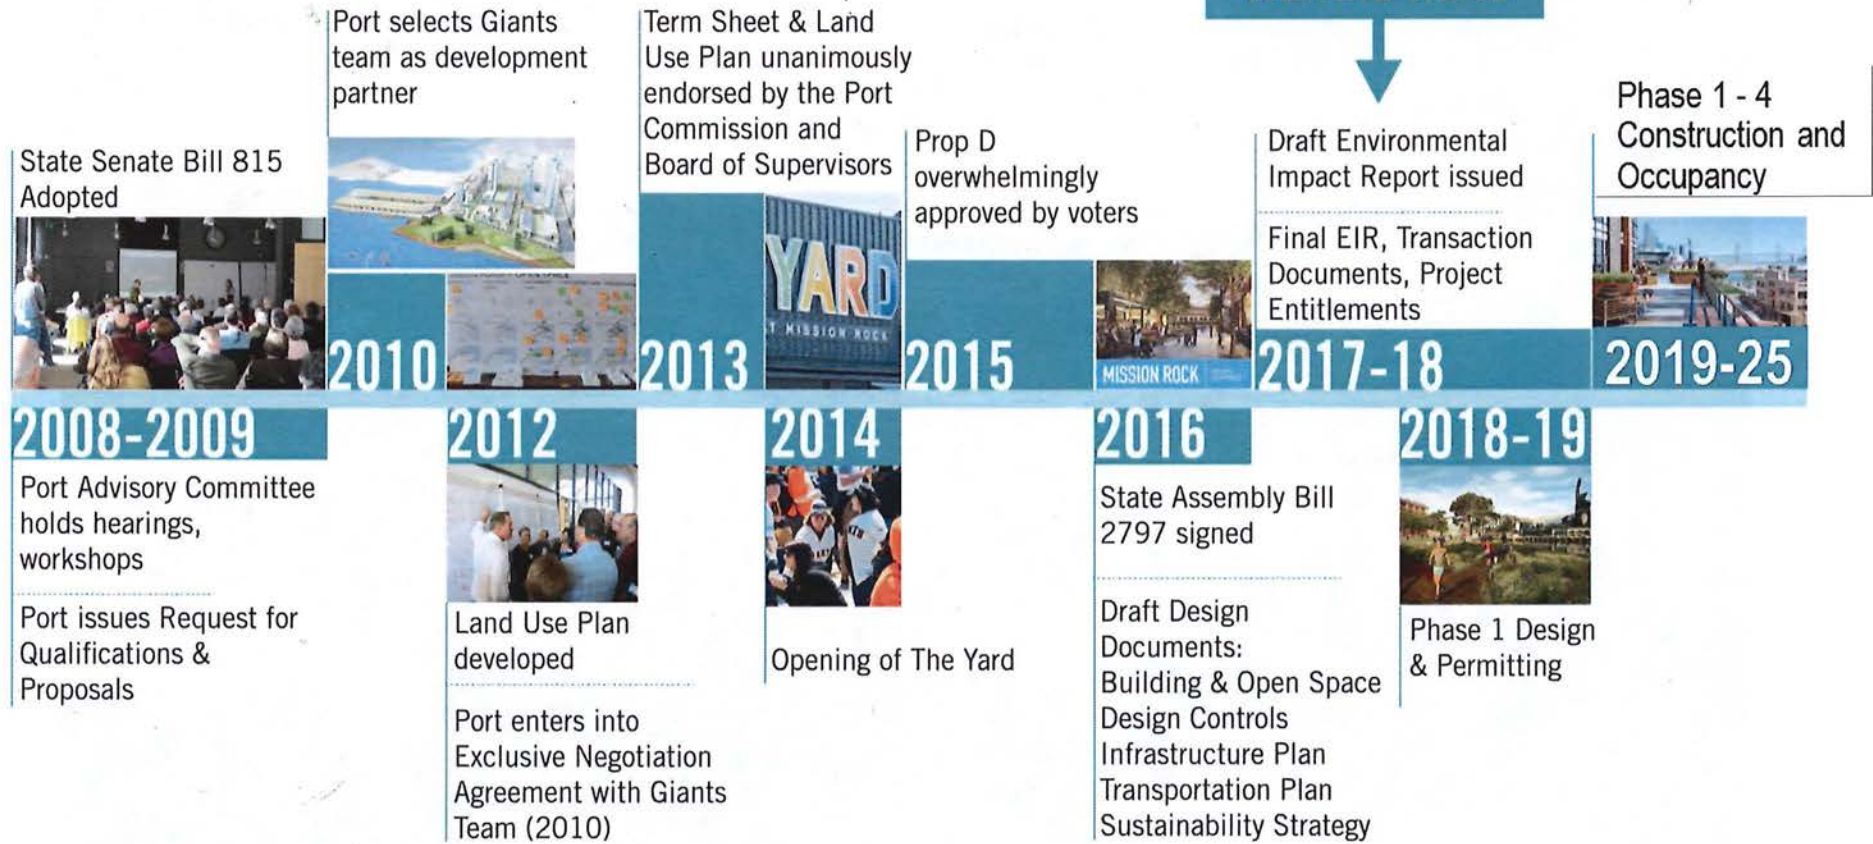 Port selects Giants
team as development
partner
Term Sheet & Land
Use Plan unanimously
endorsed by the Port
Commission and
Board of Supervisors
State Senate Bill 815
Adopted
Prop D
overwhelmingly
approved by voters
Draft Environmental
Impact Report issued
Final EIR, Transaction
Documents, Project
Entitlements
Phase 1 - 4
Construction and
Occupancy
YARD
AT MISSION ROCK
MISSION ROCK
2010
2013
2015
2017-18
2019-25
2008-2009
2012
2014
2016
2018-19
Port Advisory Committee
holds hearings,
workshops
Port issues Request for
Qualifications &
Proposals
Land Use Plan
developed
Port enters into
Exclusive Negotiation
Agreement with Giants
Team (2010)
Opening of The Yard
State Assembly Bill
2797 signed
Draft Design
Documents:
Building & Open Space
Design Controls
Infrastructure Plan
Transportation Plan
Sustainability Strategy
Phase 1 Design
& Permitting